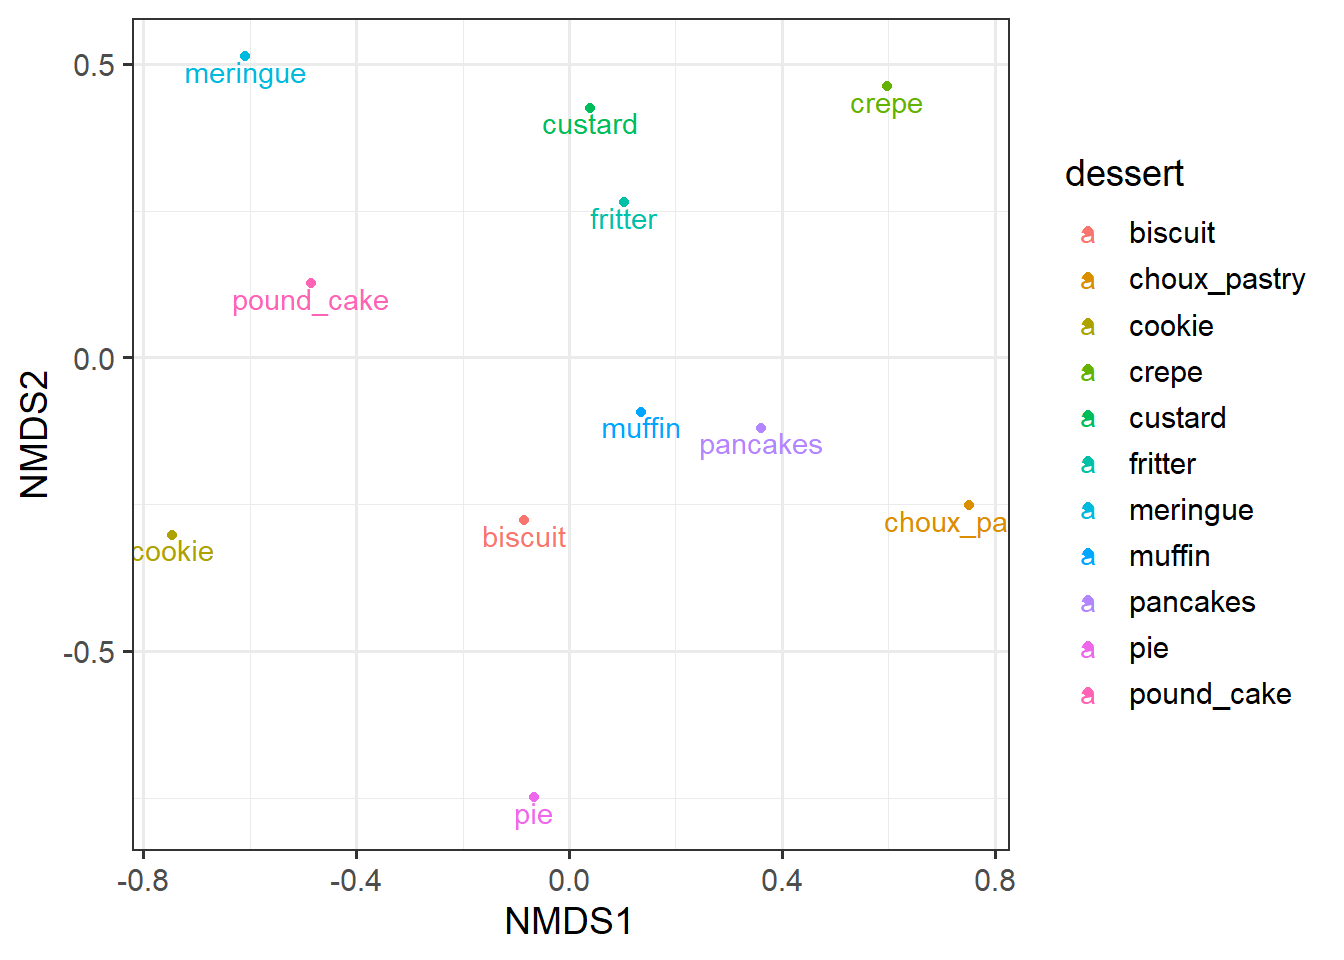 meringue
custard
crepe
fritter
pound_cake
muffin
pancakes
choux_pa
biscuit
cookie
pie
0.5
0.0
-0.5
NMDS2
-0.8
-0.4
0.0
0.4
0.8
NMDS1
dessert
a biscuit
a choux_pastry
a cookie
a crepe
a custard
a fritter
a meringue
a muffin
a pancakes
a pie
a pound_cake